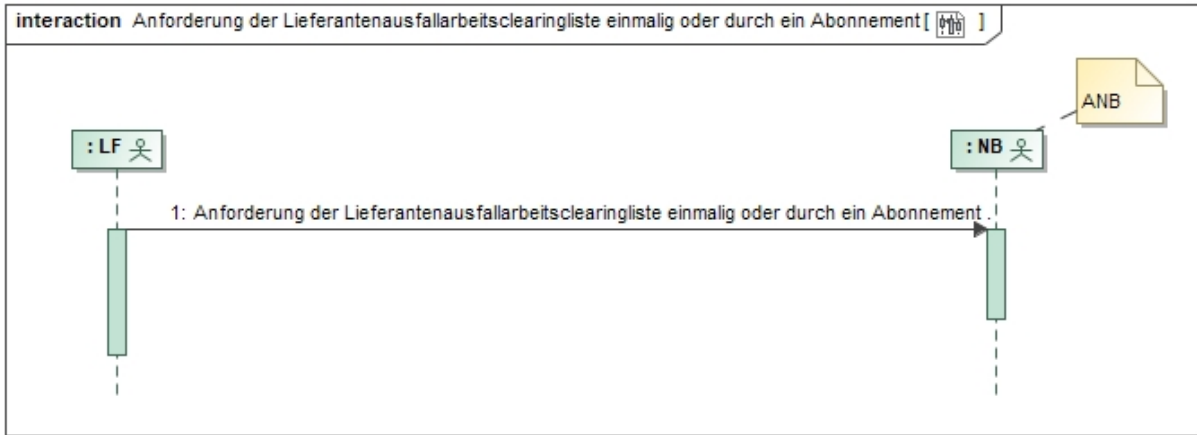 interaction Anforderung der Lieferantenausfallarbeitsclearingliste einmalig oder durch ein Abonnement[ ]
ANB
: LF
: NB
1: Anforderung der Lieferantenausfallarbeitsclearingliste einmalig oder durch ein Abonnement .